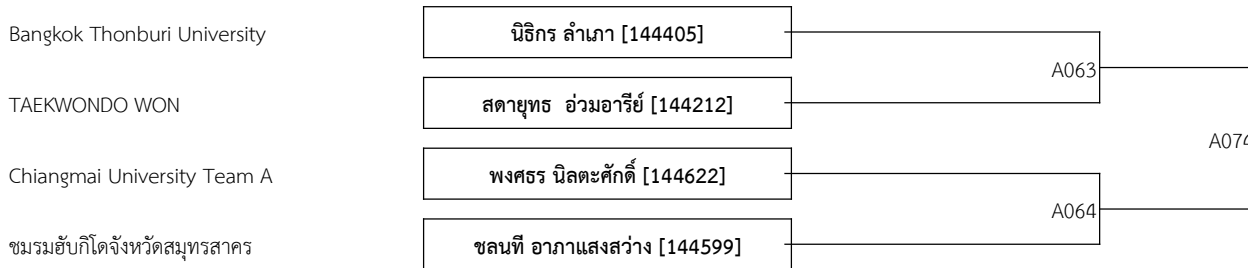 Bangkok Thonburi University
นิธิกร ลำเภา [144405]
A063
TAEKWONDO WON
สดายุทธ อ่วมอารีย์ [144212]
A074
Chiangmai University Team A
พงศธร นิลตะศักดิ์ [144622]
A064
ชมรมฮับกิโดจังหวัดสมุทรสาคร
ชลนที อาภาแสงสว่าง [144599]